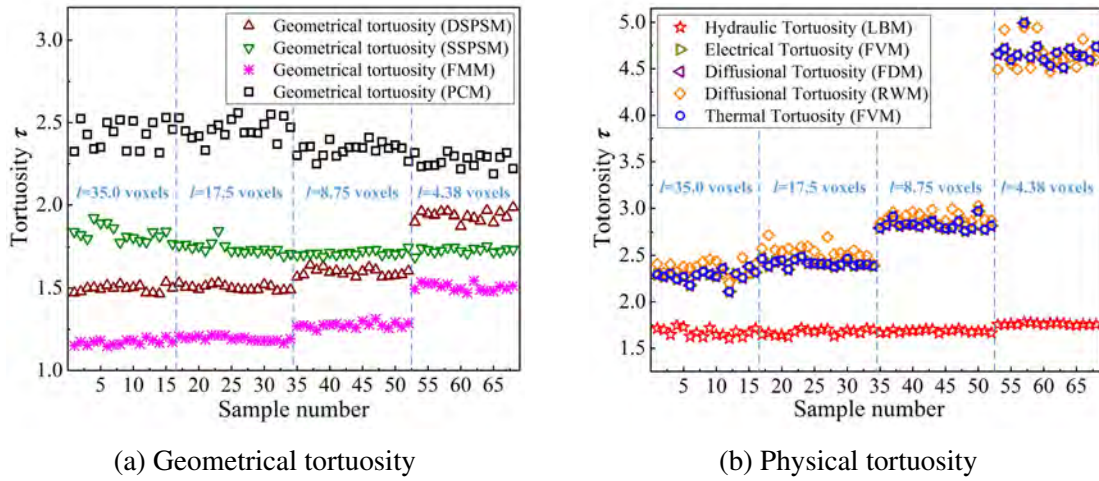 3.0
2.5
2.0
1.5
1.0
Tortuosity τ
Geometrical tortuosity (DSPSM)
Geometrical tortuosity (SSPSM)
Geometrical tortuosity (FMM)
Geometrical tortuosity (PCM)
l=35.0 voxels
l=17.5 voxels
l=8.75 voxels
l=4.38 voxels
5 10 15 20 25 30 35 40 45 50 55 60 65
Sample number
(a) Geometrical tortuosity
5.0
4.5
4.0
3.5
3.0
2.5
2.0
1.5
Totorosity τ
Hydraulic Tortuosity (LBM)
Electrical Tortuosity (FVM)
Diffusional Tortuosity (FDM)
Diffusional Tortuosity (RWM)
Thermal Tortuosity (FVM)
l=35.0 voxels
l=17.5 voxels
l=8.75 voxels
l=4.38 voxels
5 10 15 20 25 30 35 40 45 50 55 60 65
Sample number
(b) Physical tortuosity